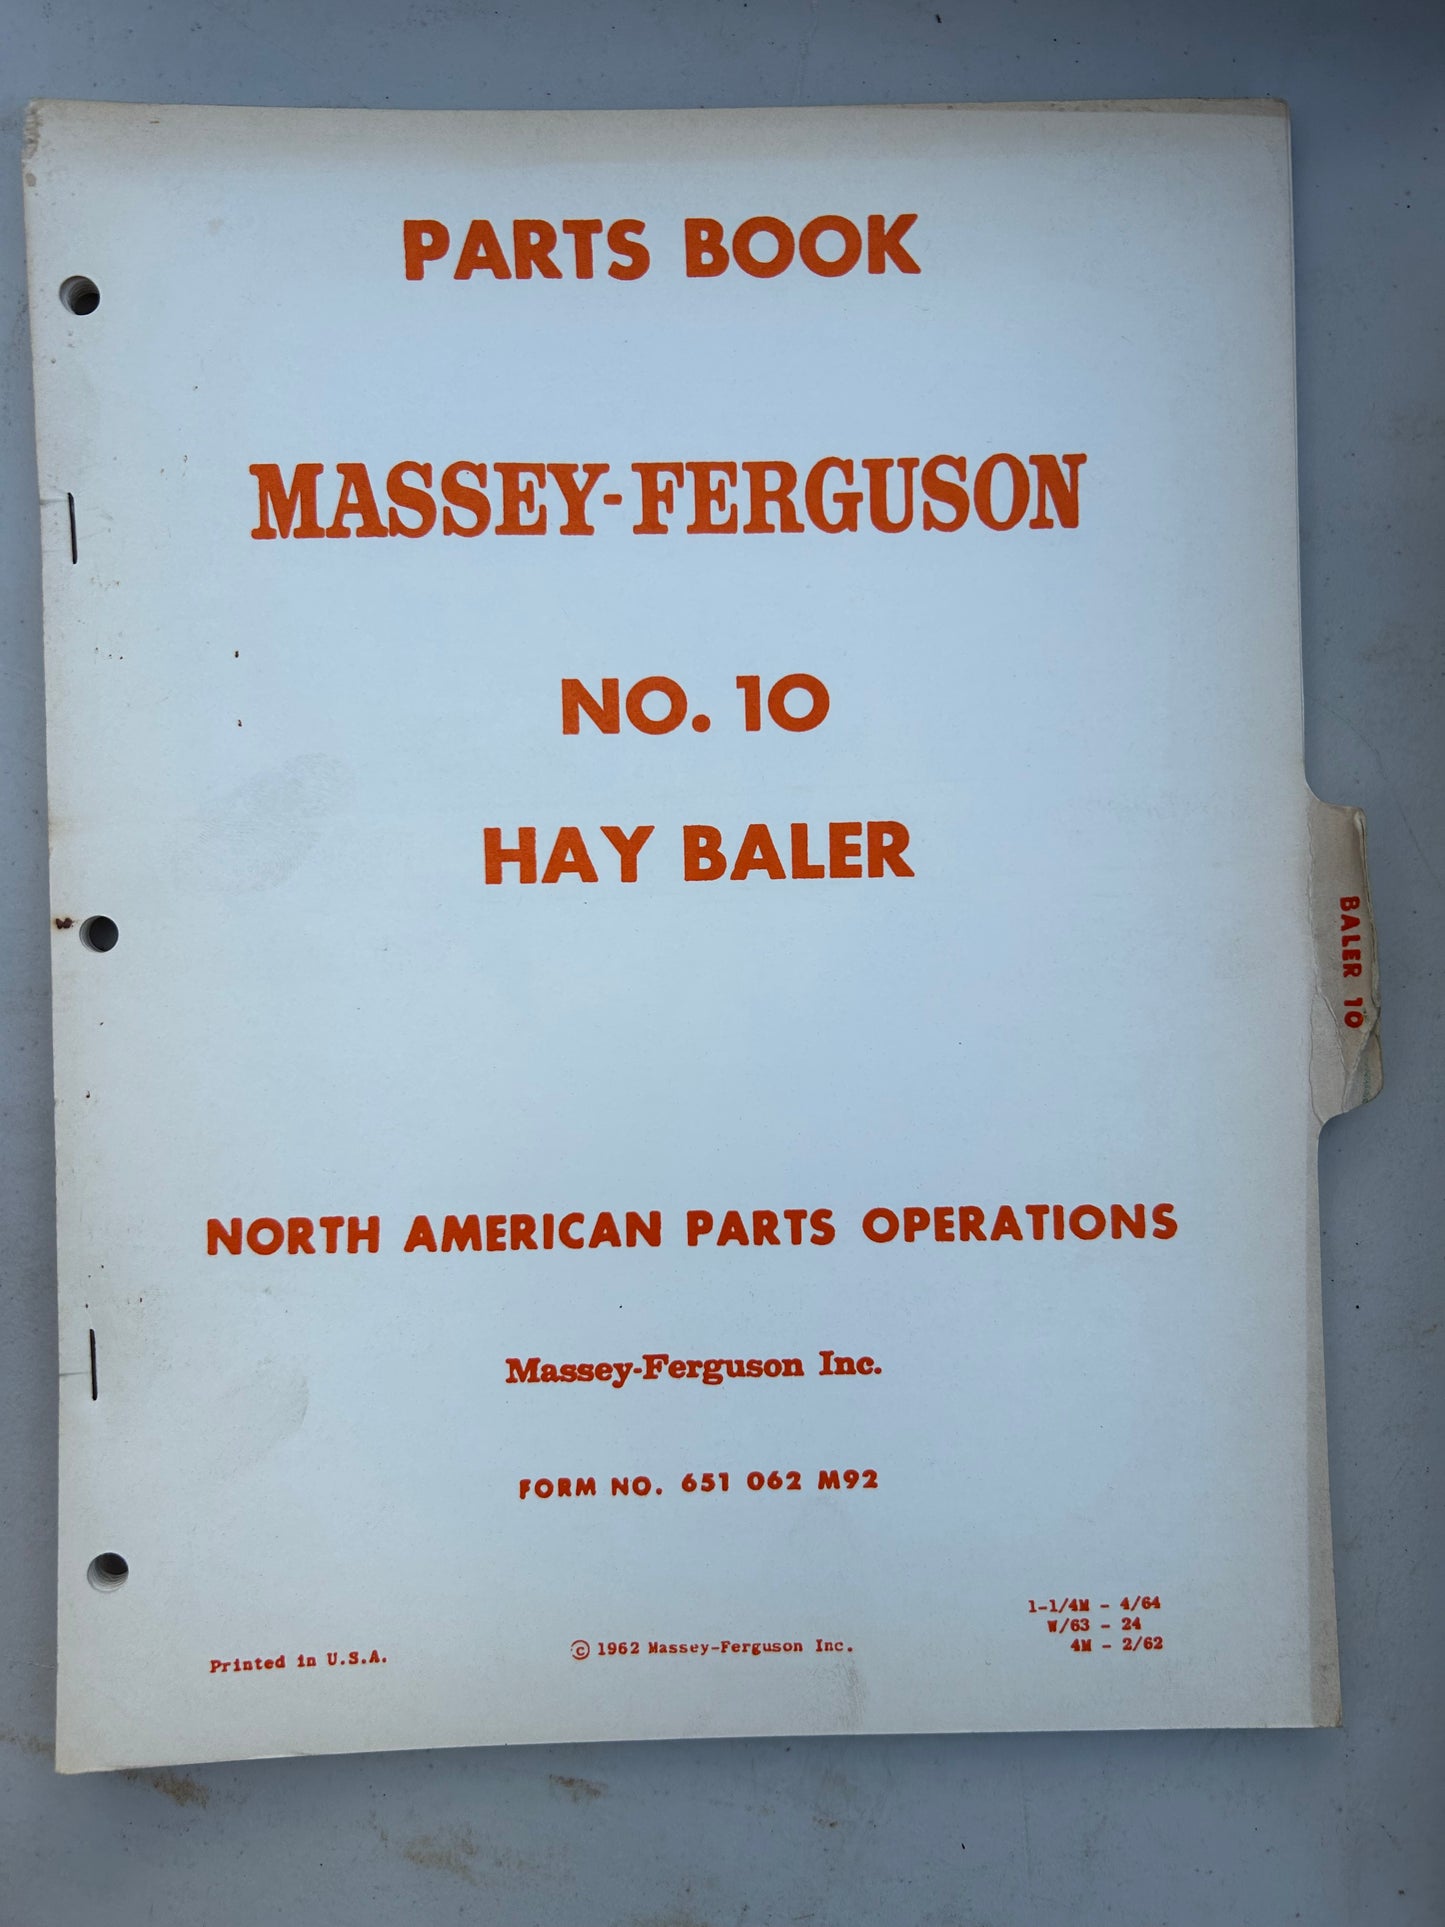 PARTS BOOK
MASSEY-FERGUSON
NO. 10
HAY BALER
BALER 10
NORTH AMERICAN PARTS OPERATIONS
Massey-Ferguson Inc.
FORM NO. 651 062 M92
1-1/4M - 4/64
W/63 - 24
4M - 2/62
Printed in U.S.A.
© 1962 Massey-Ferguson Inc.